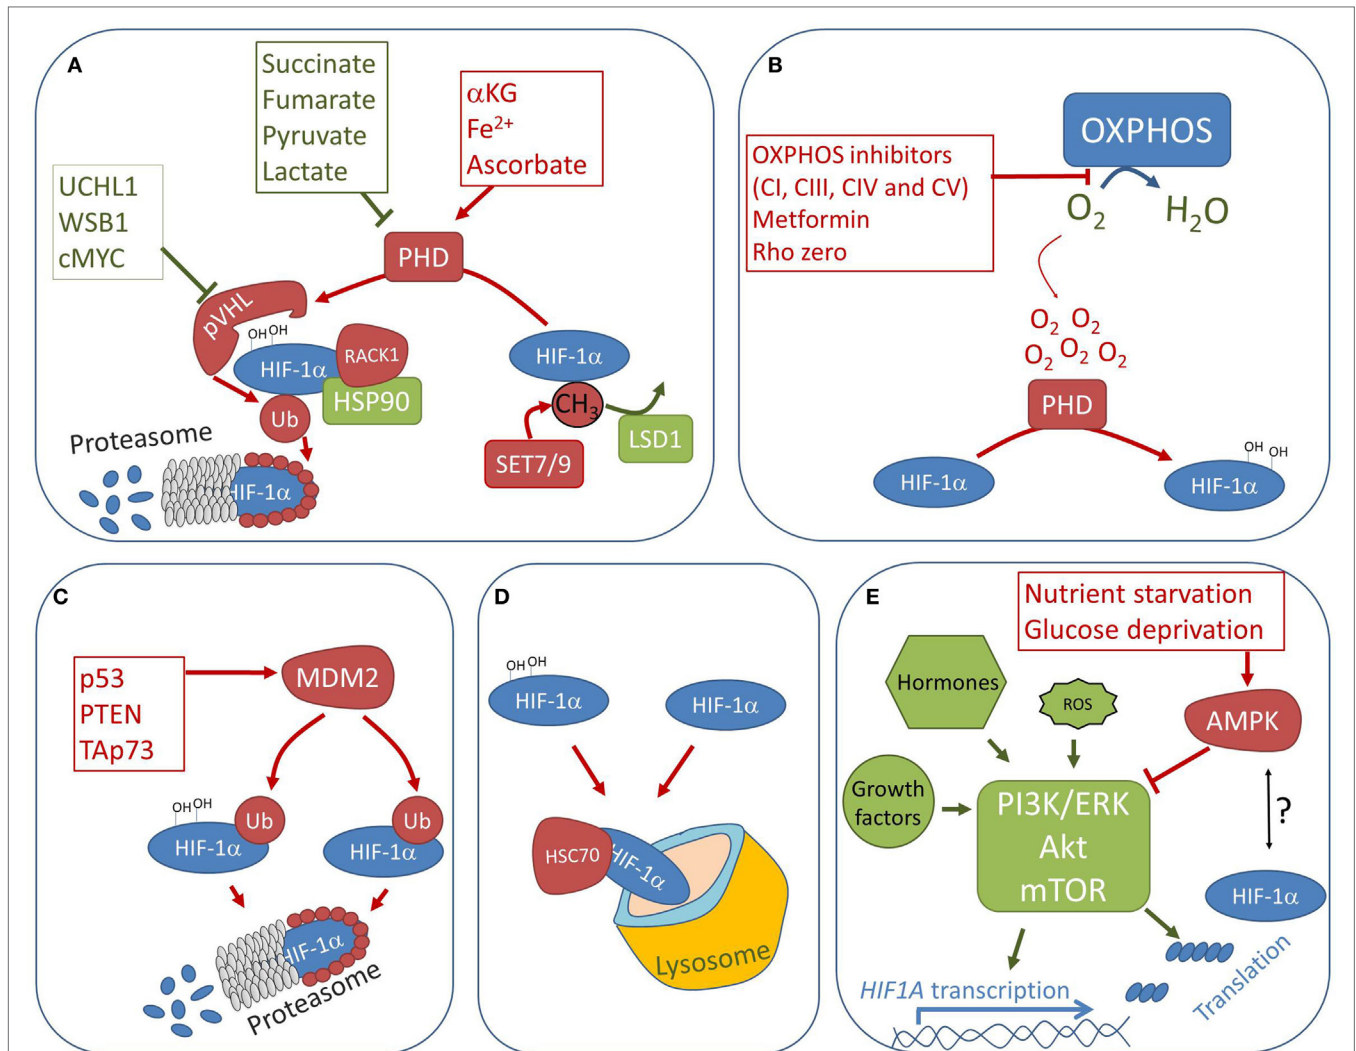 A
Succinate
Fumarate
Pyruvate
Lactate
αKG
Fe²⁺
Ascorbate
UCHL1
WSB1
cMYC
PHD
pVHL
OH OH
HIF-1α
RACK1
HSP90
Ub
HIF-1α
CH₃
SET7/9
LSD1
Proteasome
HIF-1α
B
OXPHOS
OXPHOS inhibitors
(CI, CIII, CIV and CV)
Metformin
Rho zero
O₂
H₂O
O₂ O₂
O₂ O₂ O₂
PHD
HIF-1α
OH OH
HIF-1α
C
p53
PTEN
TAp73
MDM2
OH OH
Ub
HIF-1α
Ub
HIF-1α
HIF-1α
Proteasome
D
OH OH
HIF-1α
HIF-1α
HSC70
HIF-1α
Lysosome
E
Nutrient starvation
Glucose deprivation
Hormones
ROS
AMPK
Growth
factors
PI3K/ERK
Akt
mTOR
?
HIF-1α
HIF1A transcription
Translation